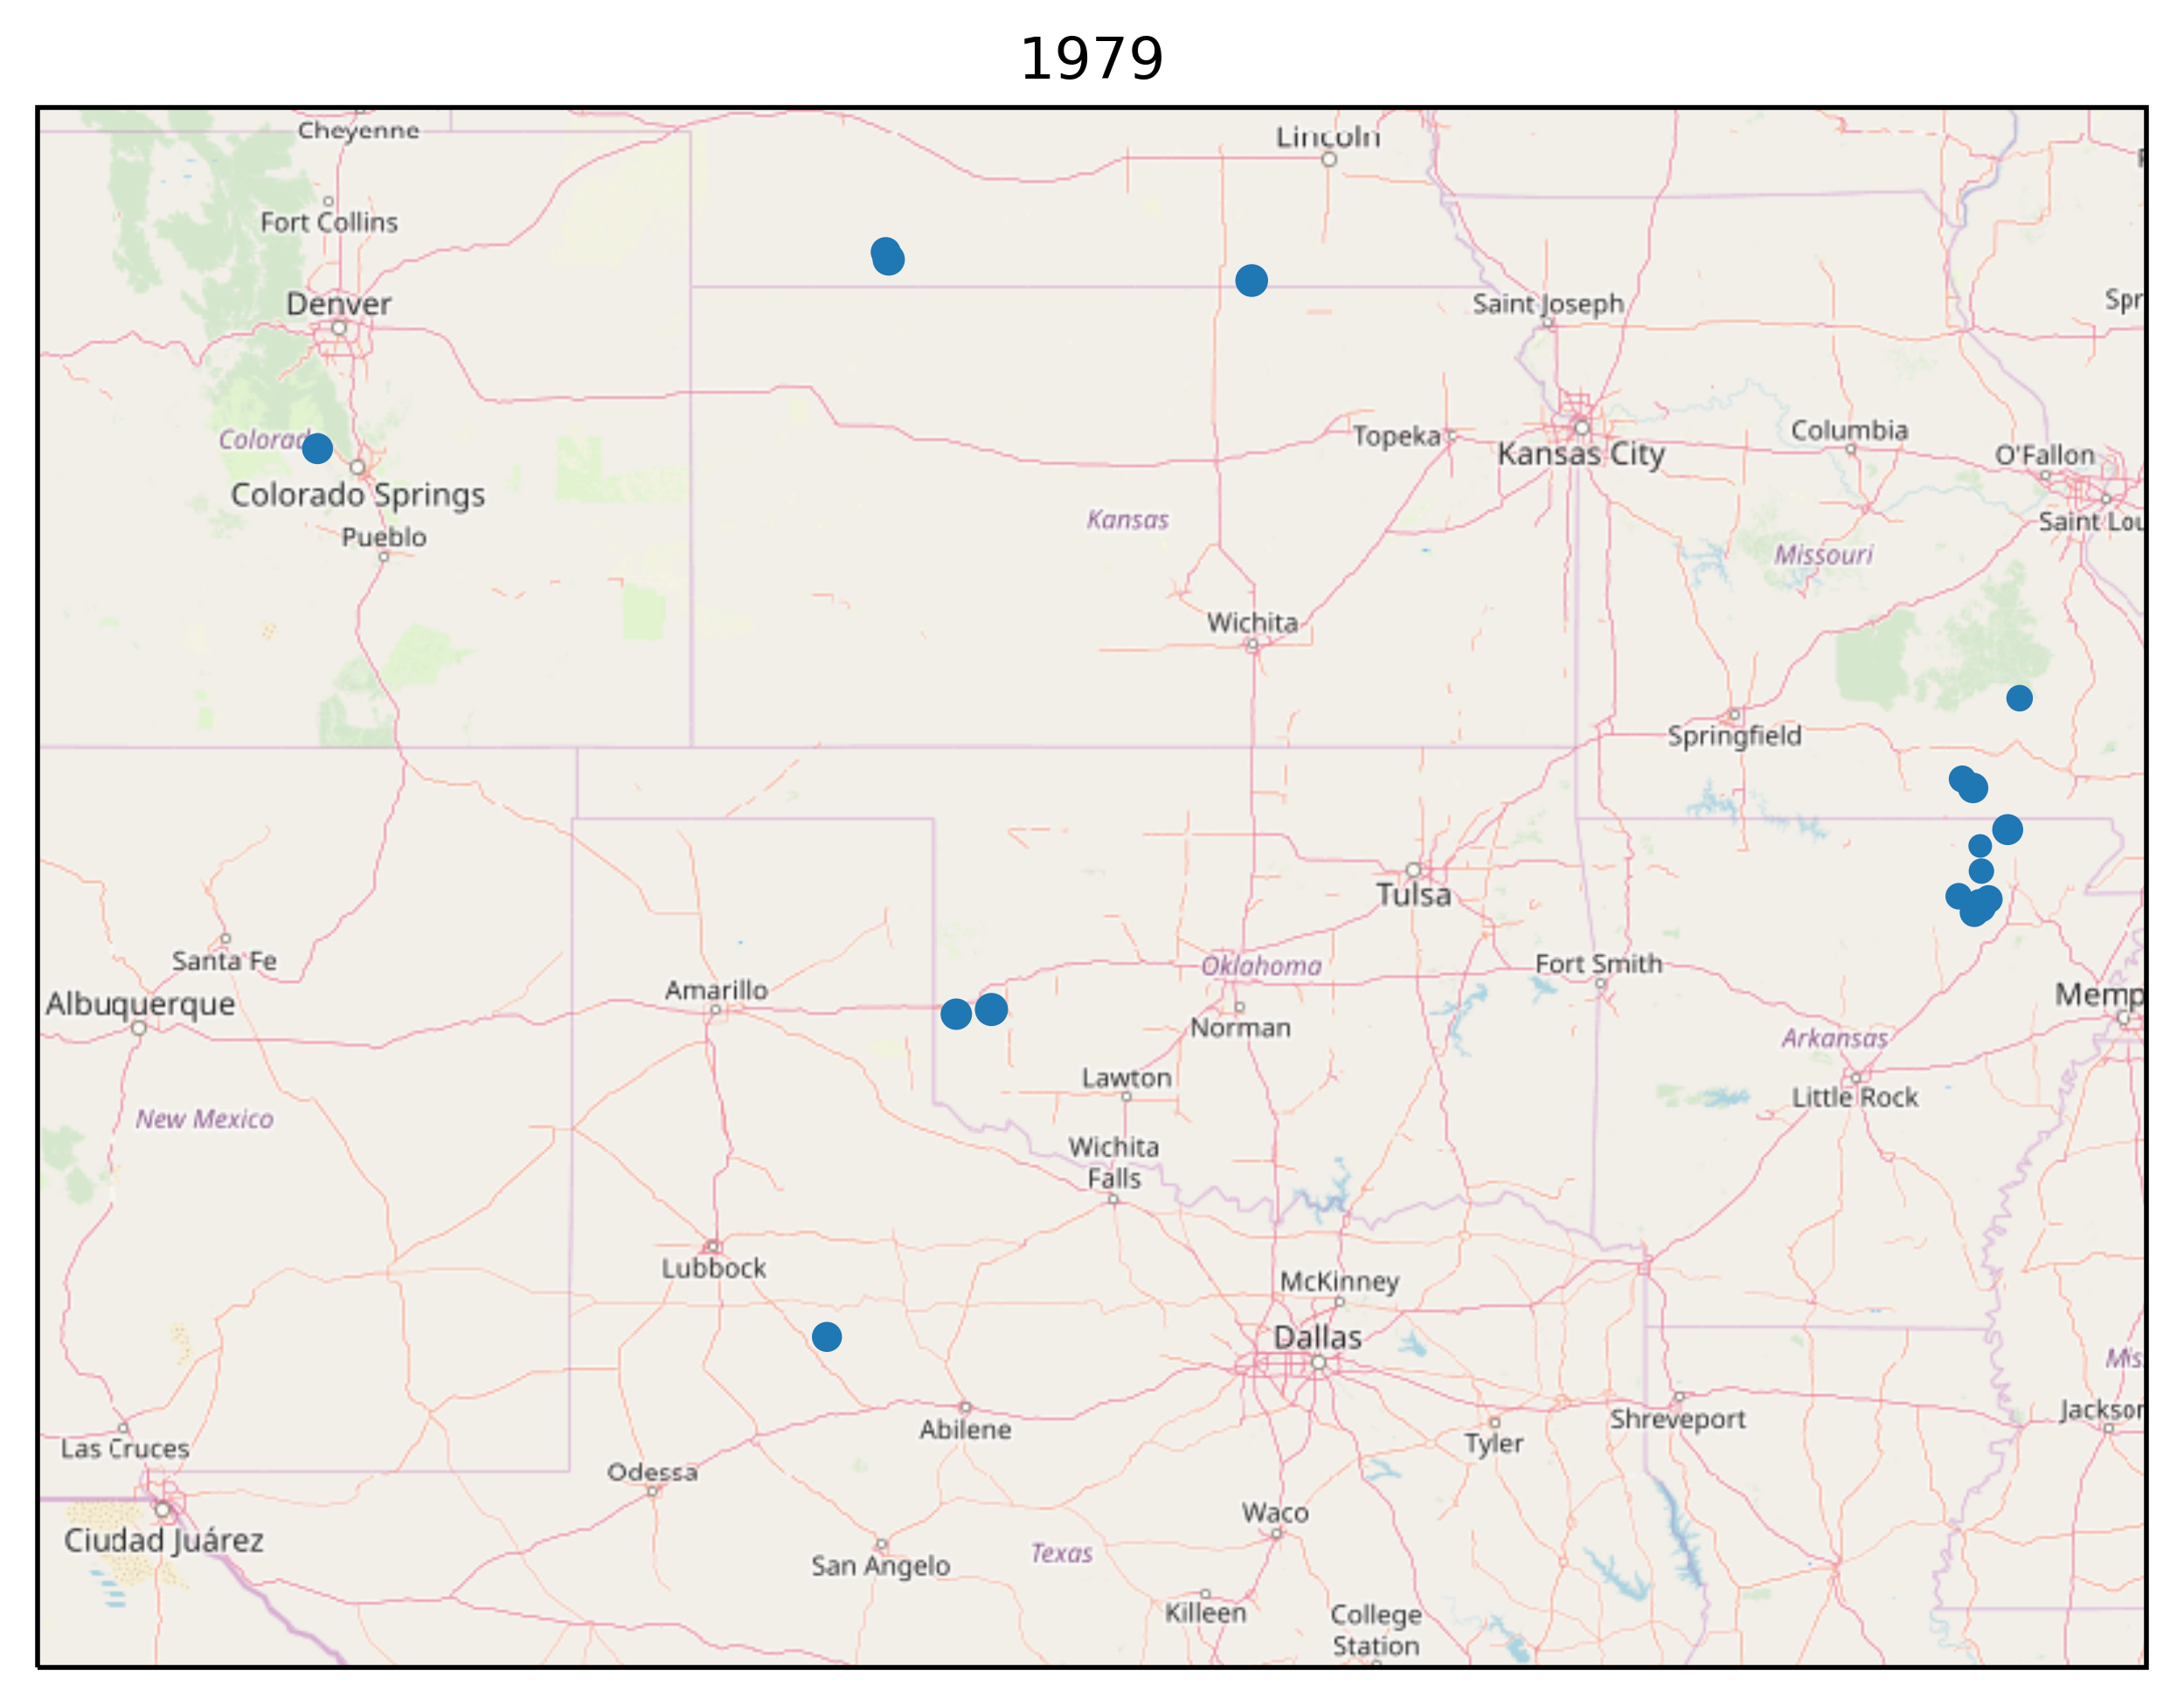 1979
Cheyenne
Lincoln
Fort Collins
Denver
Saint Joseph
Spr
Colorad
Colorado Springs
Pueblo
Topeka
Kansas City
Columbia
O'Fallon
Saint Lou
Kansas
Missouri
Wichita
Springfield
Tulsa
Santa Fe
Albuquerque
Amarillo
Oklahoma
Norman
Fort Smith
Memp
Arkansas
Little Rock
Lawton
New Mexico
Wichita
Falls
Lubbock
McKinney
Dallas
Mis
Abilene
Tyler
Shreveport
Jackson
Las Cruces
Odessa
Ciudad Juárez
Waco
San Angelo
Texas
Killeen
College
Station